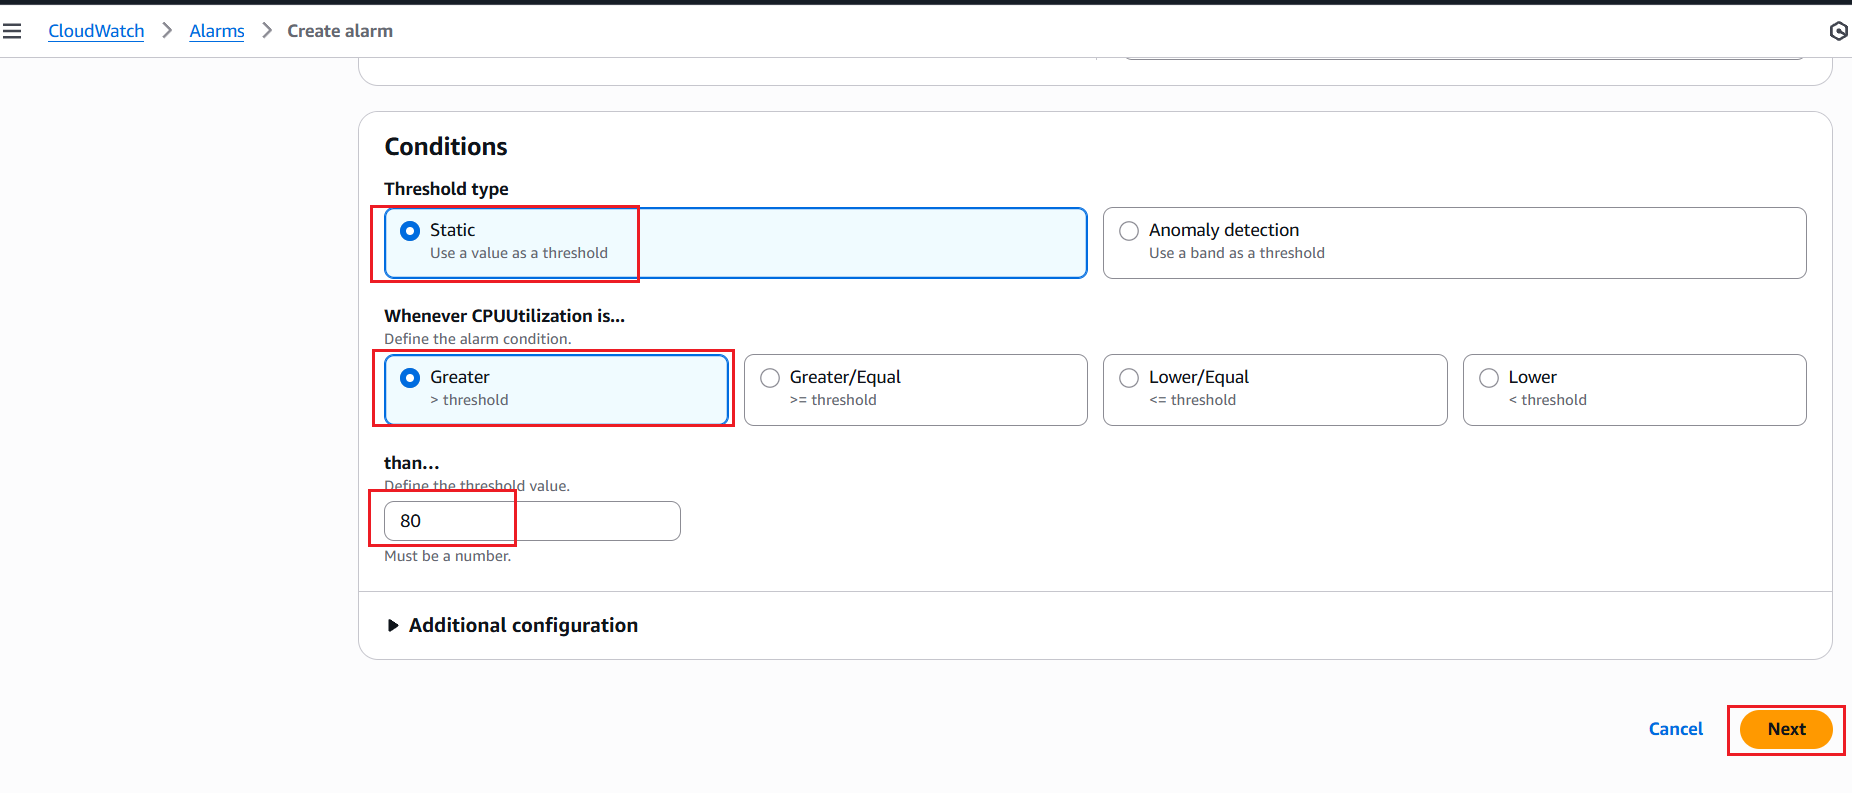 CloudWatch > Alarms > Create alarm
Conditions
Threshold type
Static
Use a value as a threshold
Anomaly detection
Use a band as a threshold
Whenever CPUUtilization is...
Define the alarm condition.
Greater
> threshold
Greater/Equal
>= threshold
Lower/Equal
<= threshold
Lower
< threshold
than...
Define the threshold value.
80
Must be a number.
Additional configuration
Cancel
Next